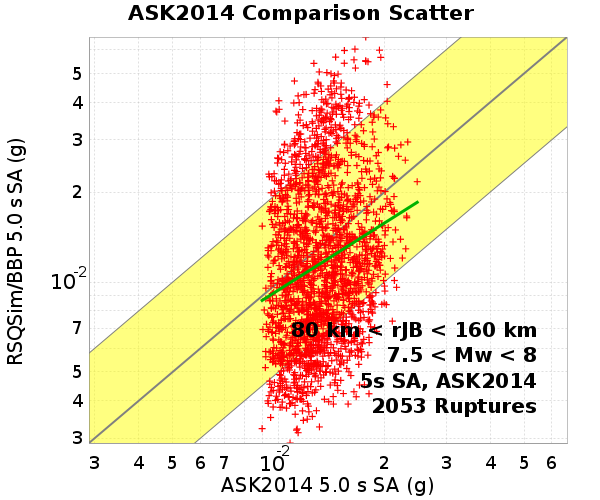 ASK2014 Comparison Scatter
RSQSim/BBP 5.0 s SA (g)
5
4
3
2
10-2
7
5
4
3
80 km < rJB < 160 km
7.5 < Mw < 8
5s SA, ASK2014
2053 Ruptures
3 4 5 6 7 10-2 2 3 4 5 6
ASK2014 5.0 s SA (g)